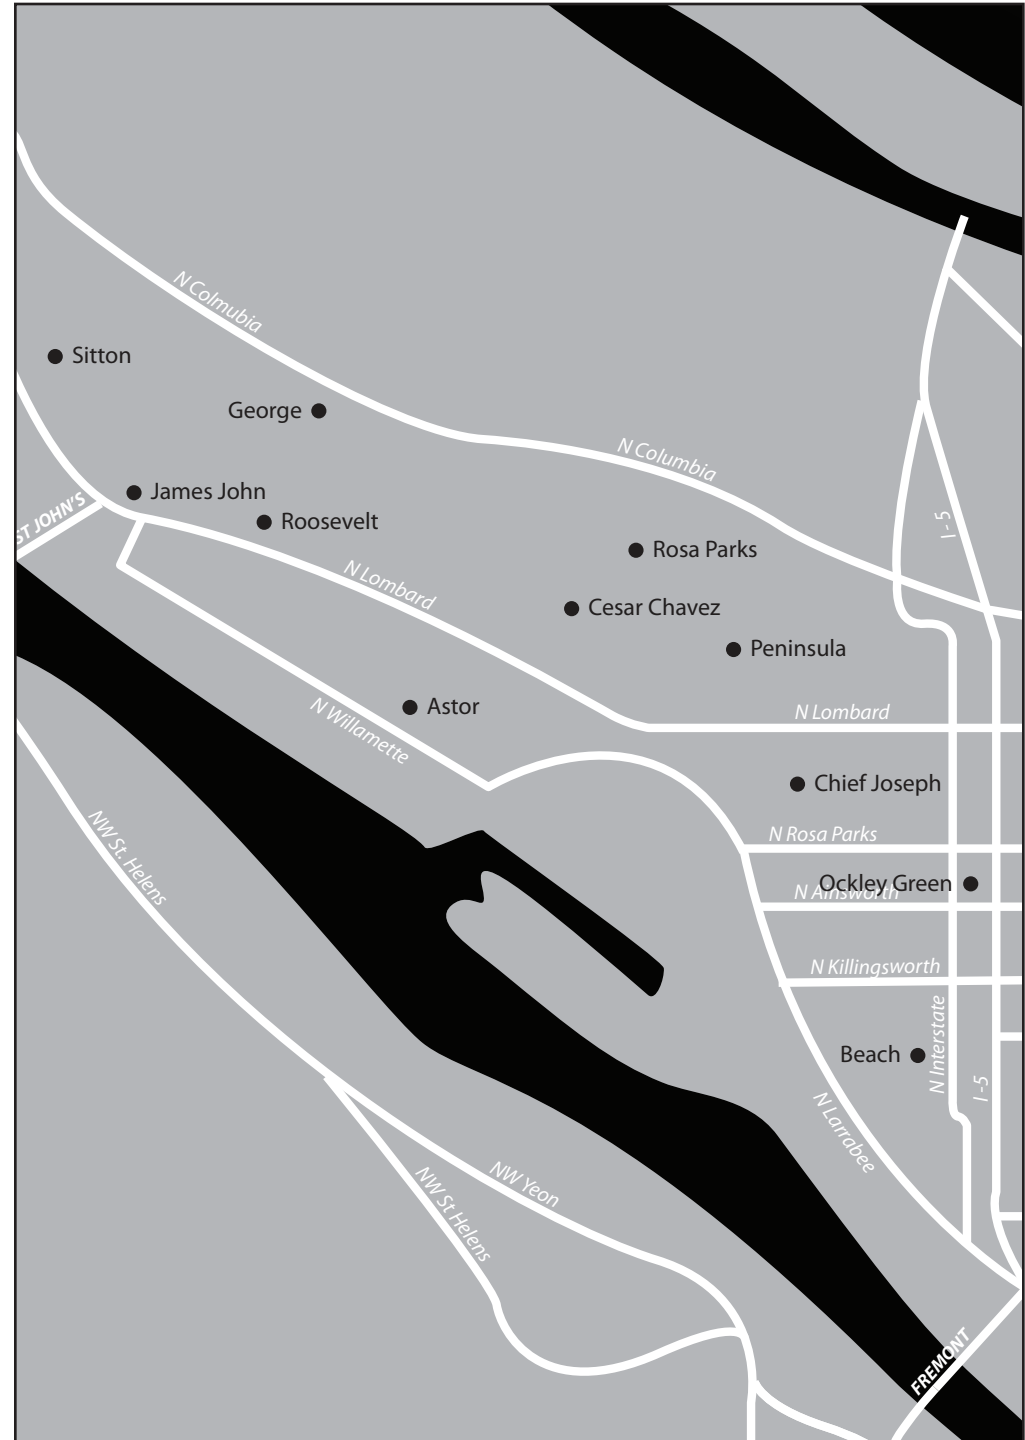 N Colmubia
Sitton
George
N Columbia
James John
ST JOHN'S
Roosevelt
I -5
Rosa Parks
N Lombard
Cesar Chavez
Peninsula
Astor
N Lombard
N Willamette
Chief Joseph
N Rosa Parks
NW St. Helens
Ockley Green
N Ainsworth
N Killingsworth
N Interstate
Beach
I -5
N Larrabee
NW Yeon
NW St Helens
FREMONT